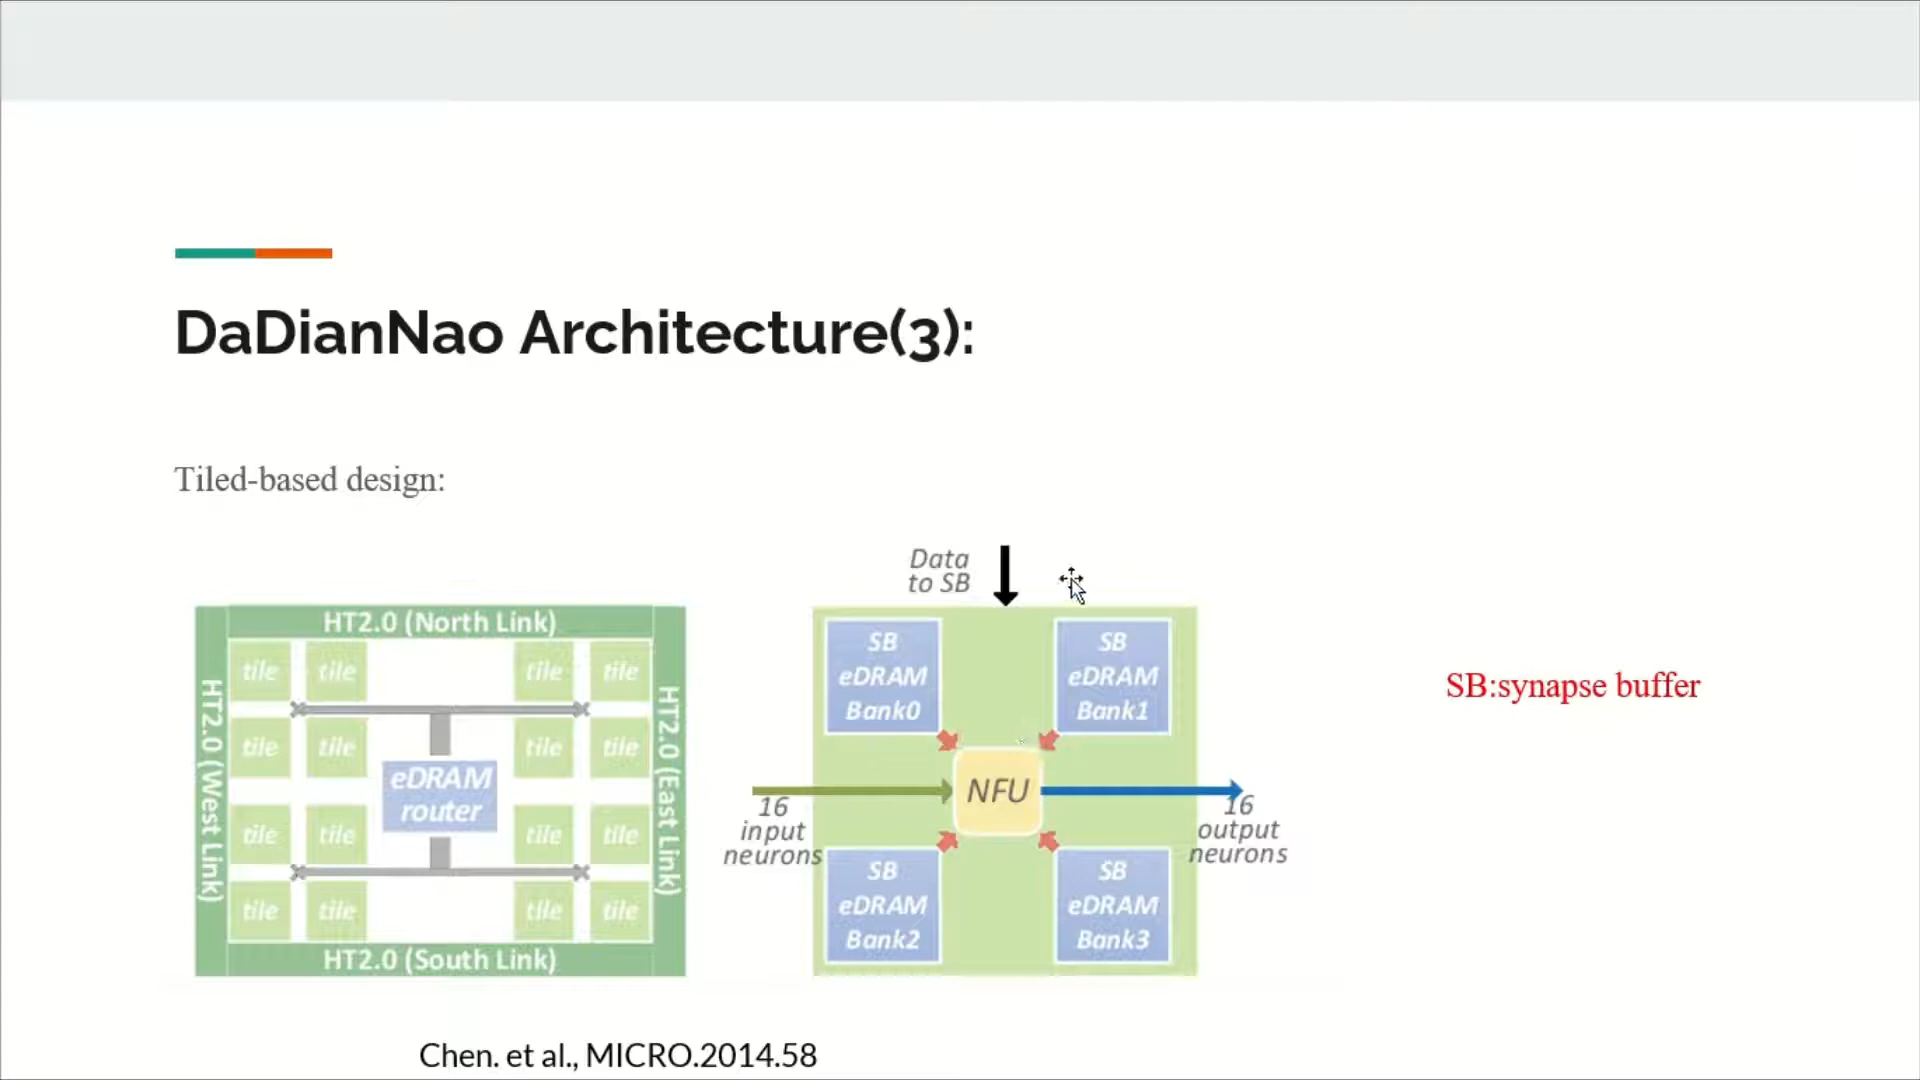 DaDianNao Architecture(3):
Tiled-based design:
HT2.0 (North Link)
HT2.0 (West Link)
tile tile tile tile
tile tile tile tile
eDRAM
router
tile tile tile tile
tile tile tile tile
HT2.0 (East Link)
HT2.0 (South Link)
Data
to SB
SB
eDRAM
Bank0
SB
eDRAM
Bank1
16
input
neurons
NFU
16
output
neurons
SB
eDRAM
Bank2
SB
eDRAM
Bank3
SB:synapse buffer
Chen. et al., MICRO.2014.58